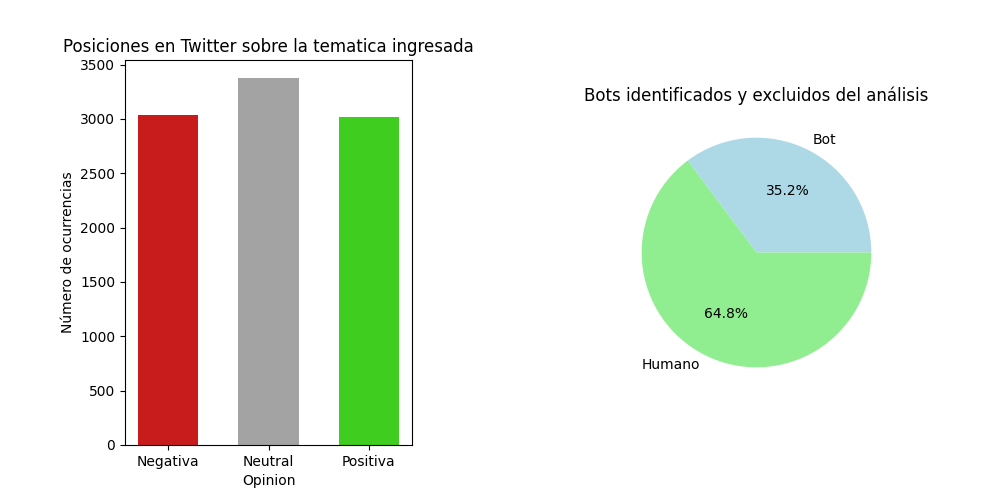 Posiciones en Twitter sobre la tematica ingresada
3500
3000
2500
2000
1500
1000
500
0
Número de ocurrencias
Negativa
Neutral
Positiva
Opinion
Bots identificados y excluidos del análisis
Bot
35.2%
64.8%
Humano